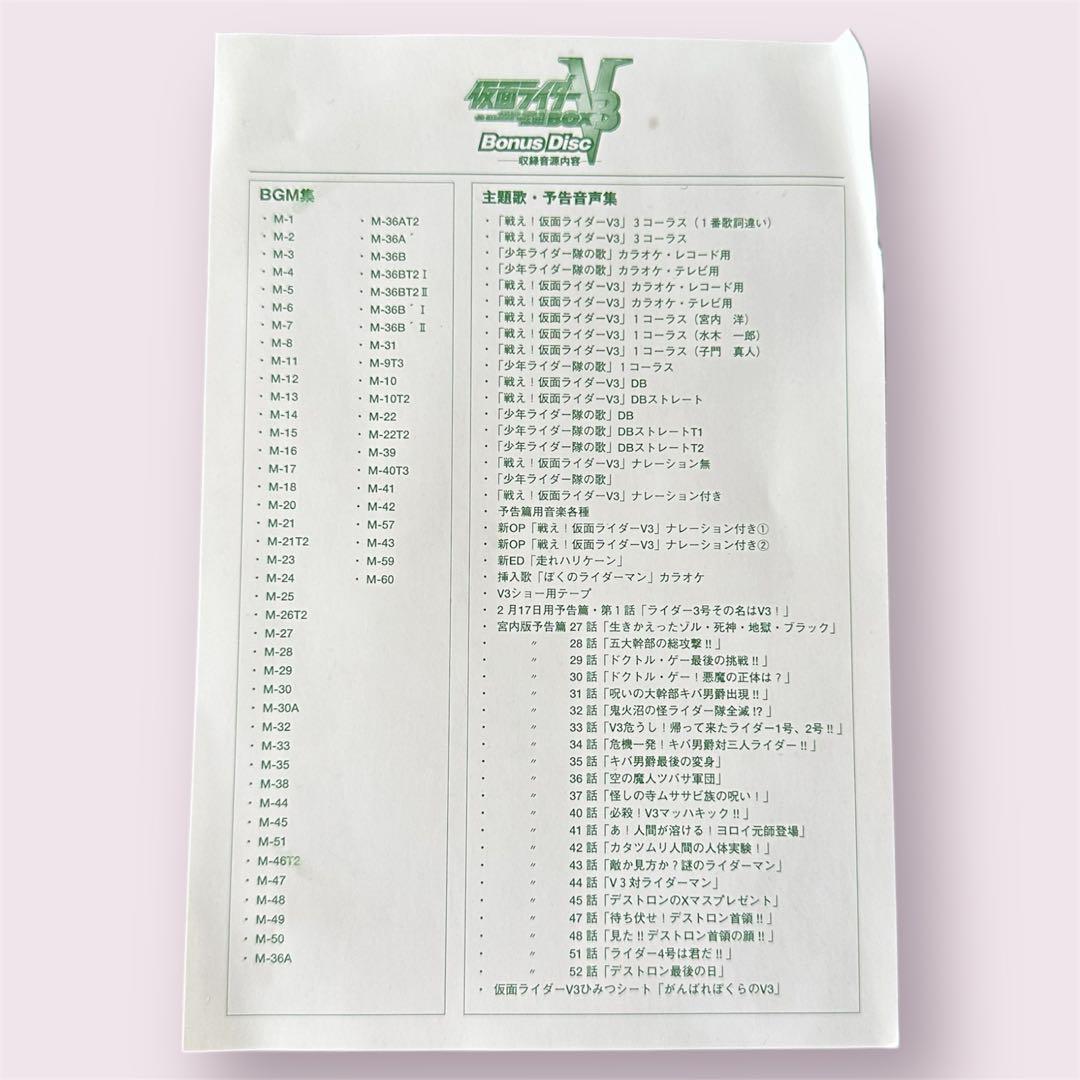 仮面ライダーV3
BOX
Bonus Disc
収録音源内容
BGM集
・ M-1
・ M-2
・ M-3
・ M-4
・ M-5
・ M-6
・ M-7
・ M-8
・ M-11
・ M-12
・ M-13
・ M-14
・ M-15
・ M-16
・ M-17
・ M-18
・ M-20
・ M-21
・ M-21T2
・ M-23
・ M-24
・ M-25
・ M-26T2
・ M-27
・ M-28
・ M-29
・ M-30
・ M-30A
・ M-32
・ M-33
・ M-35
・ M-38
・ M-44
・ M-45
・ M-51
・ M-46T2
・ M-47
・ M-48
・ M-49
・ M-50
・ M-36A
・ M-36AT2
・ M-36A´
・ M-36B
・ M-36BT2Ⅰ
・ M-36BT2Ⅱ
・ M-36B´Ⅰ
・ M-36B´Ⅱ
・ M-31
・ M-9T3
・ M-10
・ M-10T2
・ M-22
・ M-22T2
・ M-39
・ M-40T3
・ M-41
・ M-42
・ M-57
・ M-43
・ M-59
・ M-60
主題歌・予告音声集
・「戦え！仮面ライダーV3」3コーラス（1番歌詞違い）
・「戦え！仮面ライダーV3」3コーラス
・「少年ライダー隊の歌」カラオケ・レコード用
・「少年ライダー隊の歌」カラオケ・テレビ用
・「戦え！仮面ライダーV3」カラオケ・レコード用
・「戦え！仮面ライダーV3」カラオケ・テレビ用
・「戦え！仮面ライダーV3」1コーラス（宮内　洋）
・「戦え！仮面ライダーV3」1コーラス（水木　一郎）
・「戦え！仮面ライダーV3」1コーラス（子門　真人）
・「少年ライダー隊の歌」1コーラス
・「戦え！仮面ライダーV3」DB
・「戦え！仮面ライダーV3」DBストレート
・「少年ライダー隊の歌」DB
・「少年ライダー隊の歌」DBストレートT1
・「少年ライダー隊の歌」DBストレートT2
・「戦え！仮面ライダーV3」ナレーション無
・「少年ライダー隊の歌」
・「戦え！仮面ライダーV3」ナレーション付き
・ 予告篇用音楽各種
・ 新OP「戦え！仮面ライダーV3」ナレーション付き①
・ 新OP「戦え！仮面ライダーV3」ナレーション付き②
・ 新ED「走れハリケーン」
・ 挿入歌「ぼくのライダーマン」カラオケ
・ V3ショー用テープ
・ 2月17日用予告篇・第1話「ライダー3号その名はV3！」
・ 宮内版予告篇 27話「生きかえったゾル・死神・地獄・ブラック」
・ 〃 28話「五大幹部の総攻撃!!」
・ 〃 29話「ドクトル・ゲー最後の挑戦!!」
・ 〃 30話「ドクトル・ゲー！悪魔の正体は？」
・ 〃 31話「呪いの大幹部キバ男爵出現!!」
・ 〃 32話「鬼火沼の怪ライダー隊全滅!?」
・ 〃 33話「V3危うし！帰って来たライダー1号、2号!!」
・ 〃 34話「危機一発！キバ男爵対三人ライダー!!」
・ 〃 35話「キバ男爵最後の変身」
・ 〃 36話「空の魔人ツバサ軍団」
・ 〃 37話「怪しの寺ムササビ族の呪い！」
・ 〃 40話「必殺！V3マッハキック!!」
・ 〃 41話「あ！人間が溶ける！ヨロイ元師登場」
・ 〃 42話「カタツムリ人間の人体実験！」
・ 〃 43話「敵か見方か？謎のライダーマン」
・ 〃 44話「V3対ライダーマン」
・ 〃 45話「デストロンのXマスプレゼント」
・ 〃 47話「待ち伏せ！デストロン首領!!」
・ 〃 48話「見た!!デストロン首領の顔!!」
・ 〃 51話「ライダー4号は君だ!!」
・ 〃 52話「デストロン最後の日」
・ 仮面ライダーV3ひみつシート「がんばれぼくらのV3」